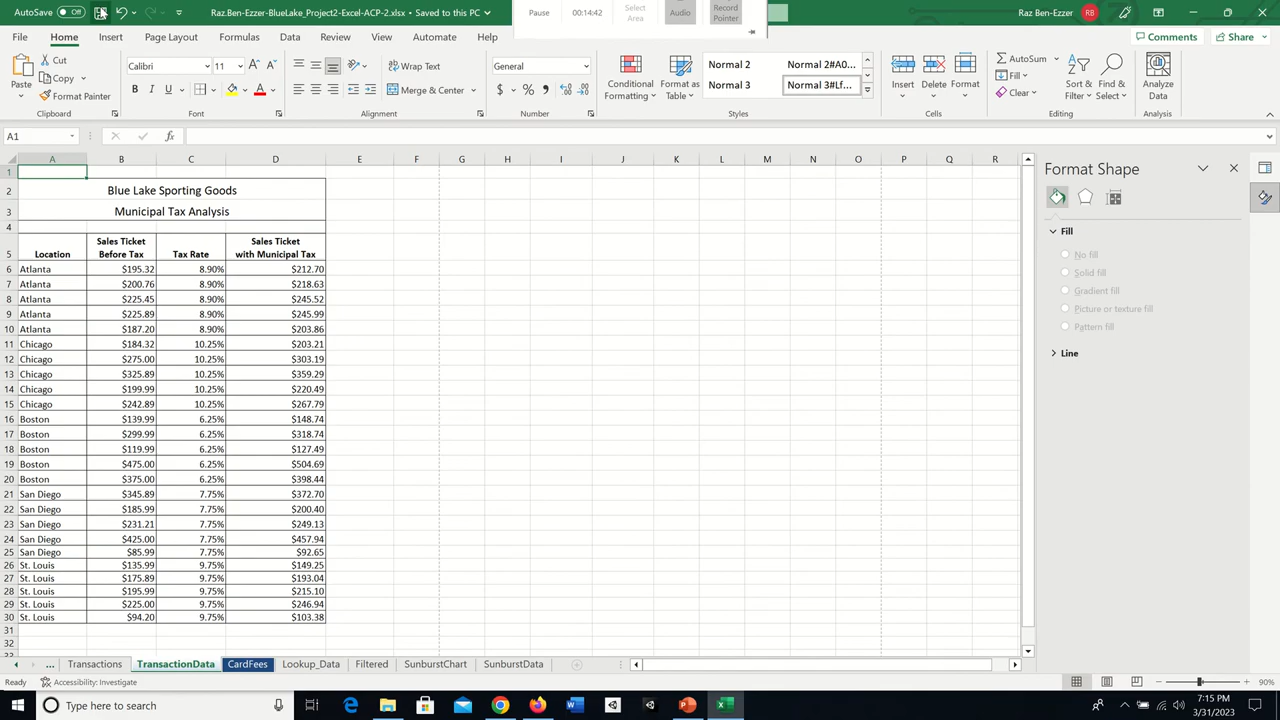 AutoSave Off Raz.Ben-Ezzer-BlueLake_Project2-Excel-ACP-2.xlsx - Saved to this PC Pause 00:14:42 Select Area Audio Record Pointer Raz Ben-Ezzer RB
File Home Insert Page Layout Formulas Data Review View Automate Help Comments Share
Cut Copy Format Painter Paste Clipboard
Calibri 11 B I U A Font
Wrap Text Merge & Center Alignment
General $ % Number
Conditional Formatting Format as Table
Normal 2 Normal 2#A0...
Normal 3 Normal 3#Lf...
Styles
Insert Delete Format Cells
AutoSum Fill Clear Sort & Filter Find & Select Editing
Analyze Data Analysis
A1 fx
A B C D E F G H I J K L M N O P Q R
1
2 Blue Lake Sporting Goods
3 Municipal Tax Analysis
4
5 Location Sales Ticket Before Tax Tax Rate Sales Ticket with Municipal Tax
6 Atlanta $195.32 8.90% $212.70
7 Atlanta $200.76 8.90% $218.63
8 Atlanta $225.45 8.90% $245.52
9 Atlanta $225.89 8.90% $245.99
10 Atlanta $187.20 8.90% $203.86
11 Chicago $184.32 10.25% $203.21
12 Chicago $275.00 10.25% $303.19
13 Chicago $325.89 10.25% $359.29
14 Chicago $199.99 10.25% $220.49
15 Chicago $242.89 10.25% $267.79
16 Boston $139.99 6.25% $148.74
17 Boston $299.99 6.25% $318.74
18 Boston $119.99 6.25% $127.49
19 Boston $475.00 6.25% $504.69
20 Boston $375.00 6.25% $398.44
21 San Diego $345.89 7.75% $372.70
22 San Diego $185.99 7.75% $200.40
23 San Diego $231.21 7.75% $249.13
24 San Diego $425.00 7.75% $457.94
25 San Diego $85.99 7.75% $92.65
26 St. Louis $135.99 9.75% $149.25
27 St. Louis $175.89 9.75% $193.04
28 St. Louis $195.99 9.75% $215.10
29 St. Louis $225.00 9.75% $246.94
30 St. Louis $94.20 9.75% $103.38
31
32
Format Shape
Fill
No fill
Solid fill
Gradient fill
Picture or texture fill
Pattern fill
Line
... Transactions TransactionData CardFees Lookup_Data Filtered SunburstChart SunburstData
Ready Accessibility: Investigate 90%
Type here to search 7:15 PM
3/31/2023